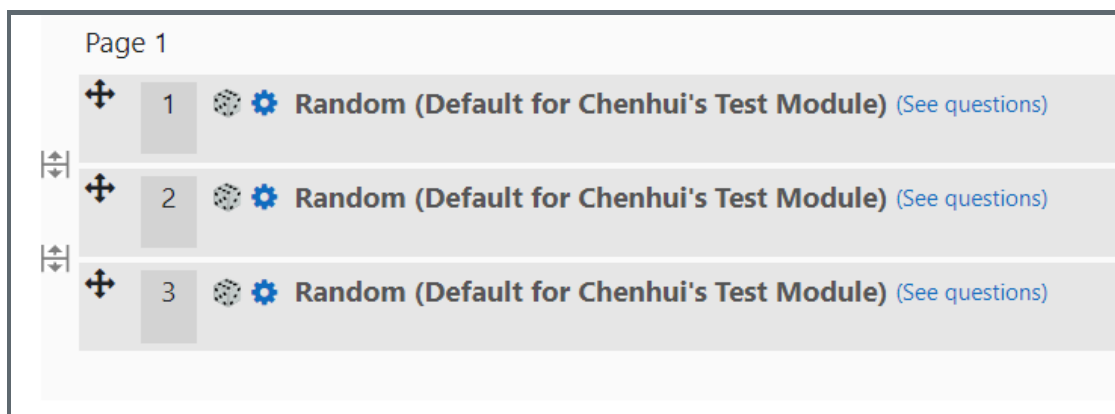 Page 1
1 Random (Default for Chenhui's Test Module) (See questions)
2 Random (Default for Chenhui's Test Module) (See questions)
3 Random (Default for Chenhui's Test Module) (See questions)